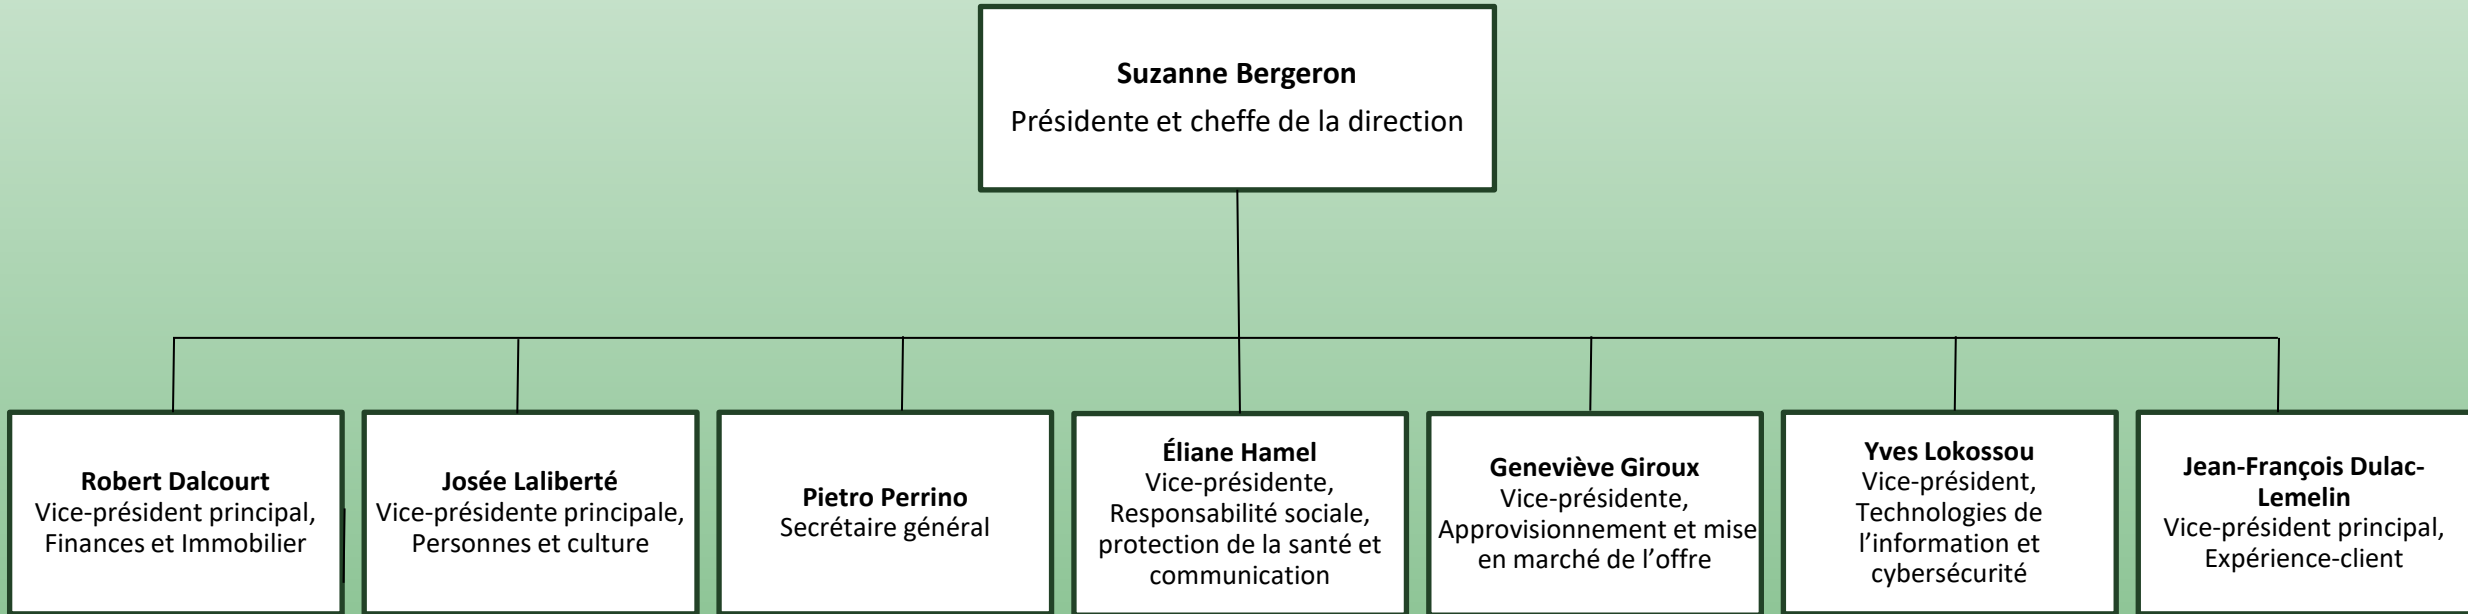 Suzanne Bergeron
Présidente et cheffe de la direction
Robert Dalcourt
Vice-président principal,
Finances et Immobilier
Josée Laliberté
Vice-présidente principale,
Personnes et culture
Pietro Perrino
Secrétaire général
Éliane Hamel
Vice-présidente,
Responsabilité sociale,
protection de la santé et
communication
Geneviève Giroux
Vice-présidente,
Approvisionnement et mise
en marché de l’offre
Yves Lokossou
Vice-président,
Technologies de
l’information et
cybersécurité
Jean-François Dulac-
Lemelin
Vice-président principal,
Expérience-client